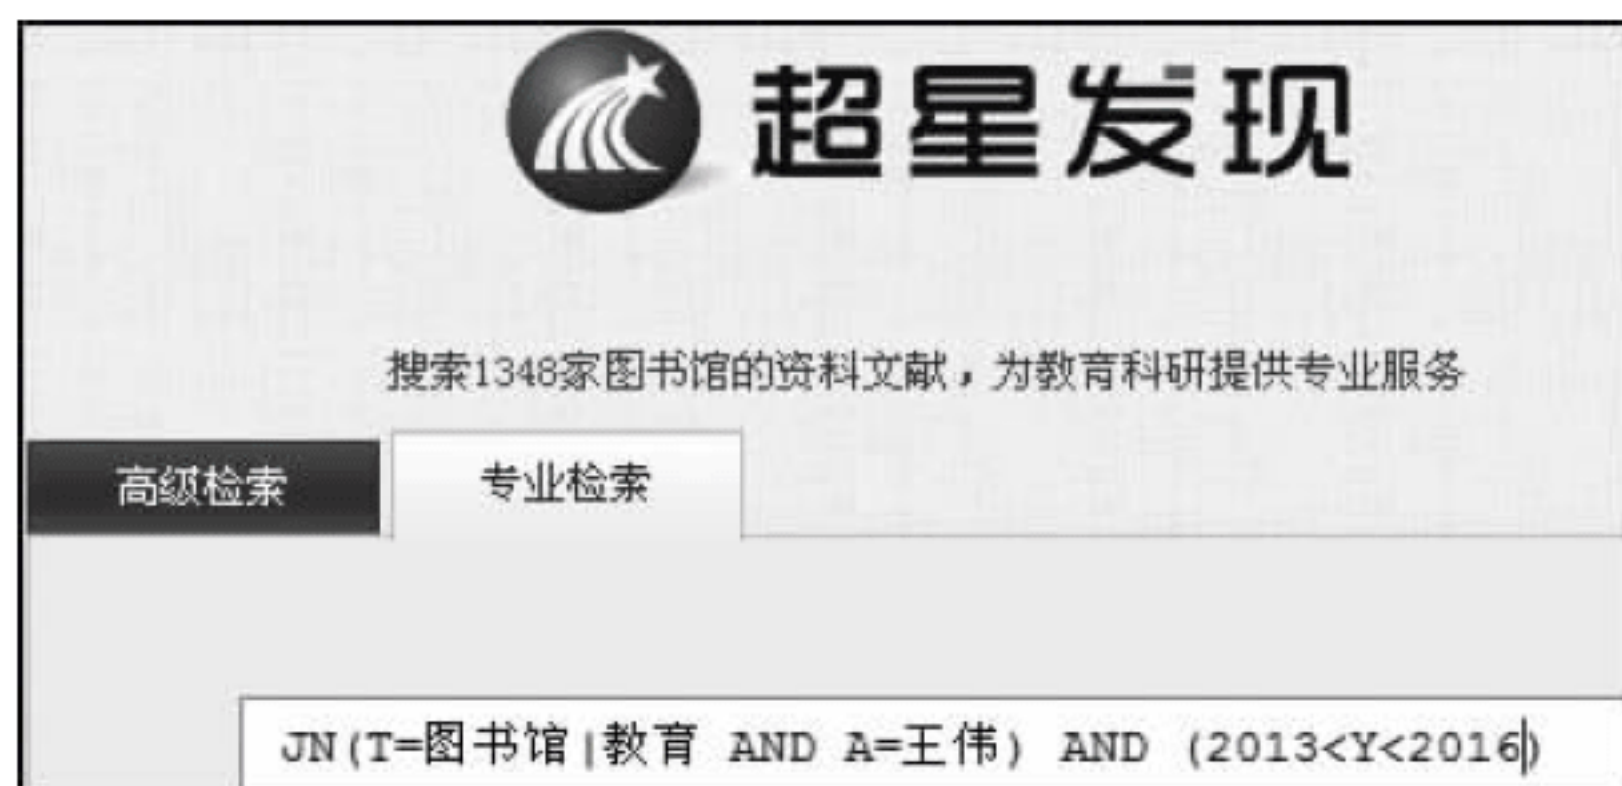 超星发现
搜索1348家图书馆的资料文献，为教育科研提供专业服务
高级检索 专业检索
JN(T=图书馆|教育 AND A=王伟) AND (2013<Y<2016)